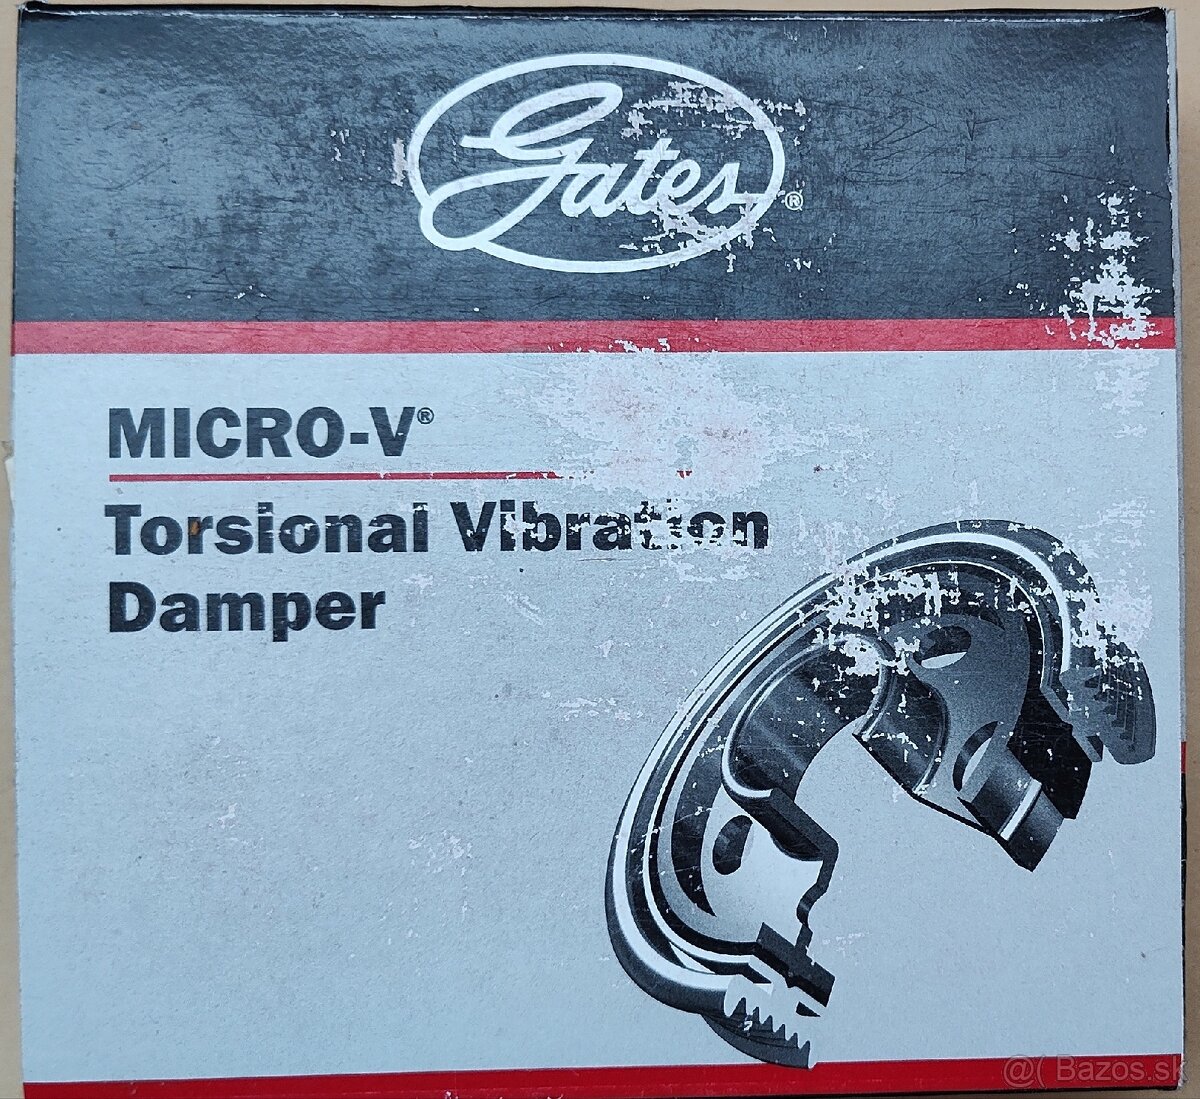 Gates®
MICRO-V®
Torsional Vibration
Damper
@( Bazos.sk